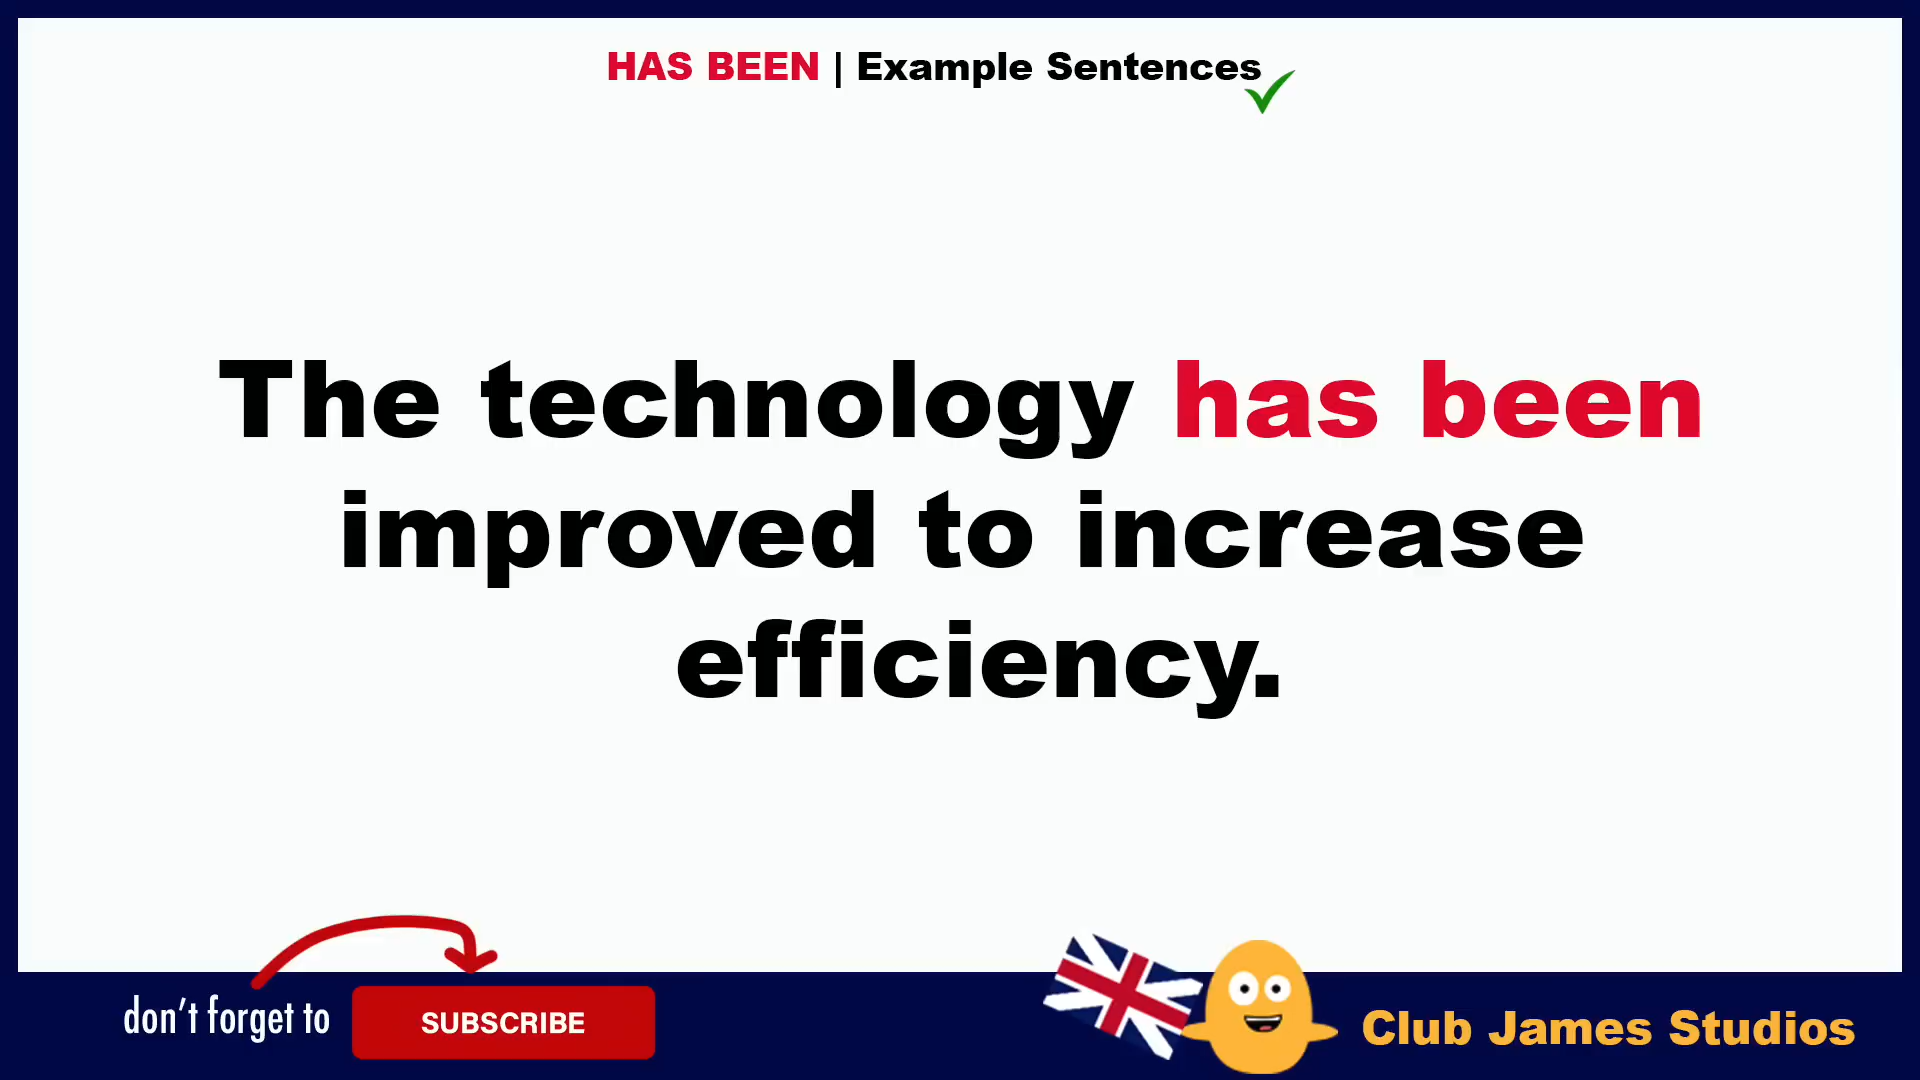 HAS BEEN | Example Sentences
The technology has been
improved to increase
efficiency.
don't forget to
SUBSCRIBE
Club James Studios